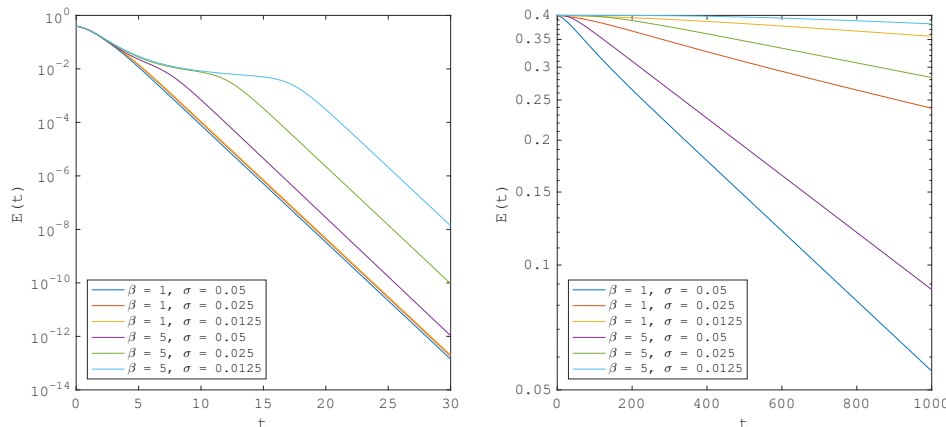 10^0
10^-2
10^-4
10^-6
10^-8
10^-10
10^-12
10^-14
E(t)
0 5 10 15 20 25 30
t
β = 1, σ = 0.05
β = 1, σ = 0.025
β = 1, σ = 0.0125
β = 5, σ = 0.05
β = 5, σ = 0.025
β = 5, σ = 0.0125
0.4
0.3
0.25
0.2
0.15
0.1
0.05
E(t)
0 200 400 600 800 1000
t
β = 1, σ = 0.05
β = 1, σ = 0.025
β = 1, σ = 0.0125
β = 5, σ = 0.05
β = 5, σ = 0.025
β = 5, σ = 0.0125